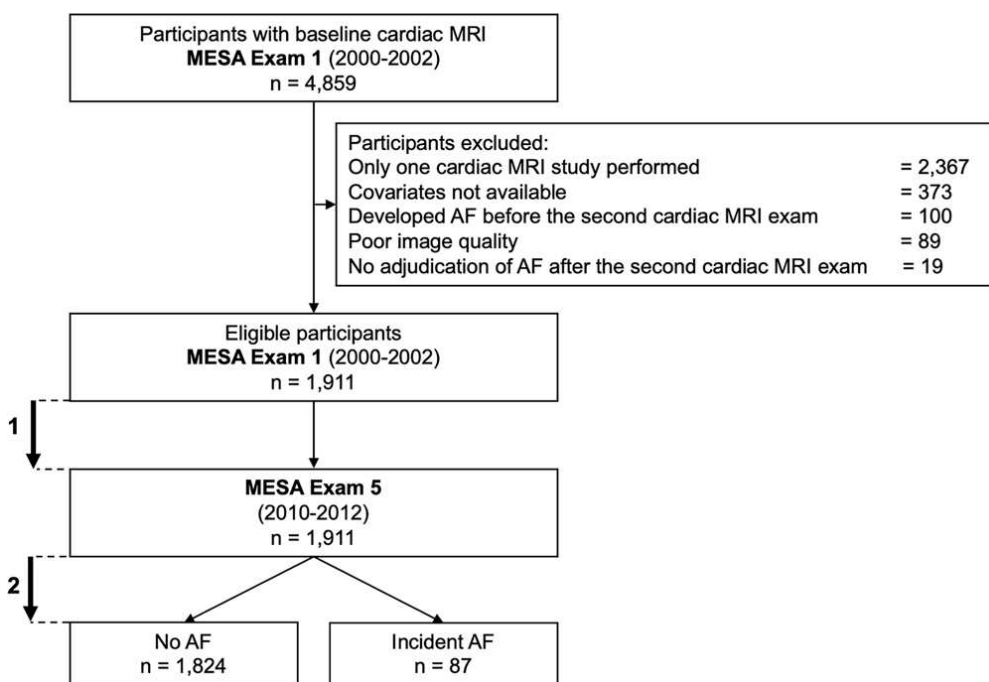 Participants with baseline cardiac MRI
MESA Exam 1 (2000-2002)
n = 4,859
Participants excluded:
Only one cardiac MRI study performed = 2,367
Covariates not available = 373
Developed AF before the second cardiac MRI exam = 100
Poor image quality = 89
No adjudication of AF after the second cardiac MRI exam = 19
Eligible participants
MESA Exam 1 (2000-2002)
n = 1,911
1
MESA Exam 5
(2010-2012)
n = 1,911
2
No AF
n = 1,824
Incident AF
n = 87